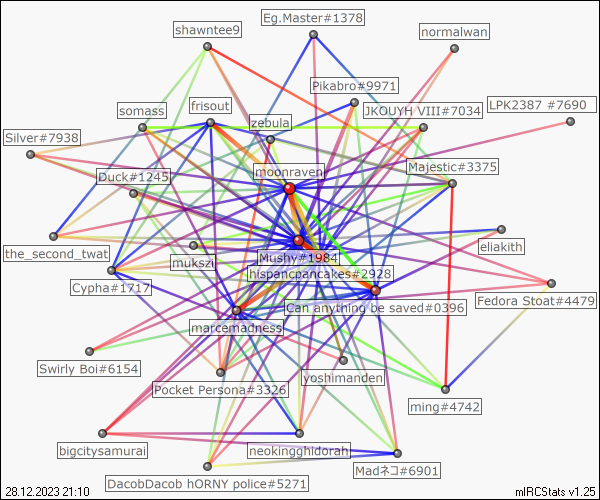 Eg.Master#1378
shawntee9
normalwan
Pikabro#9971
LPK2387 #7690
frisout
somass
JKOUYH VIII#7034
zebula
Silver#7938
Majestic#3375
moonraven
Duck#1245
eliakith
the_second_twat
Mushy#1984
mukszi
hispancpancakes#2928
Cypha#1717
Fedora Stoat#4479
Can anything be saved#0396
marcemadness
Swirly Boi#6154
yoshimanden
Pocket Persona#3326
ming#4742
bigcitysamurai
neokingghidorah
Madネコ#6901
DacobDacob hORNY police#5271
28.12.2023 21:10
mIRCStats v1.25